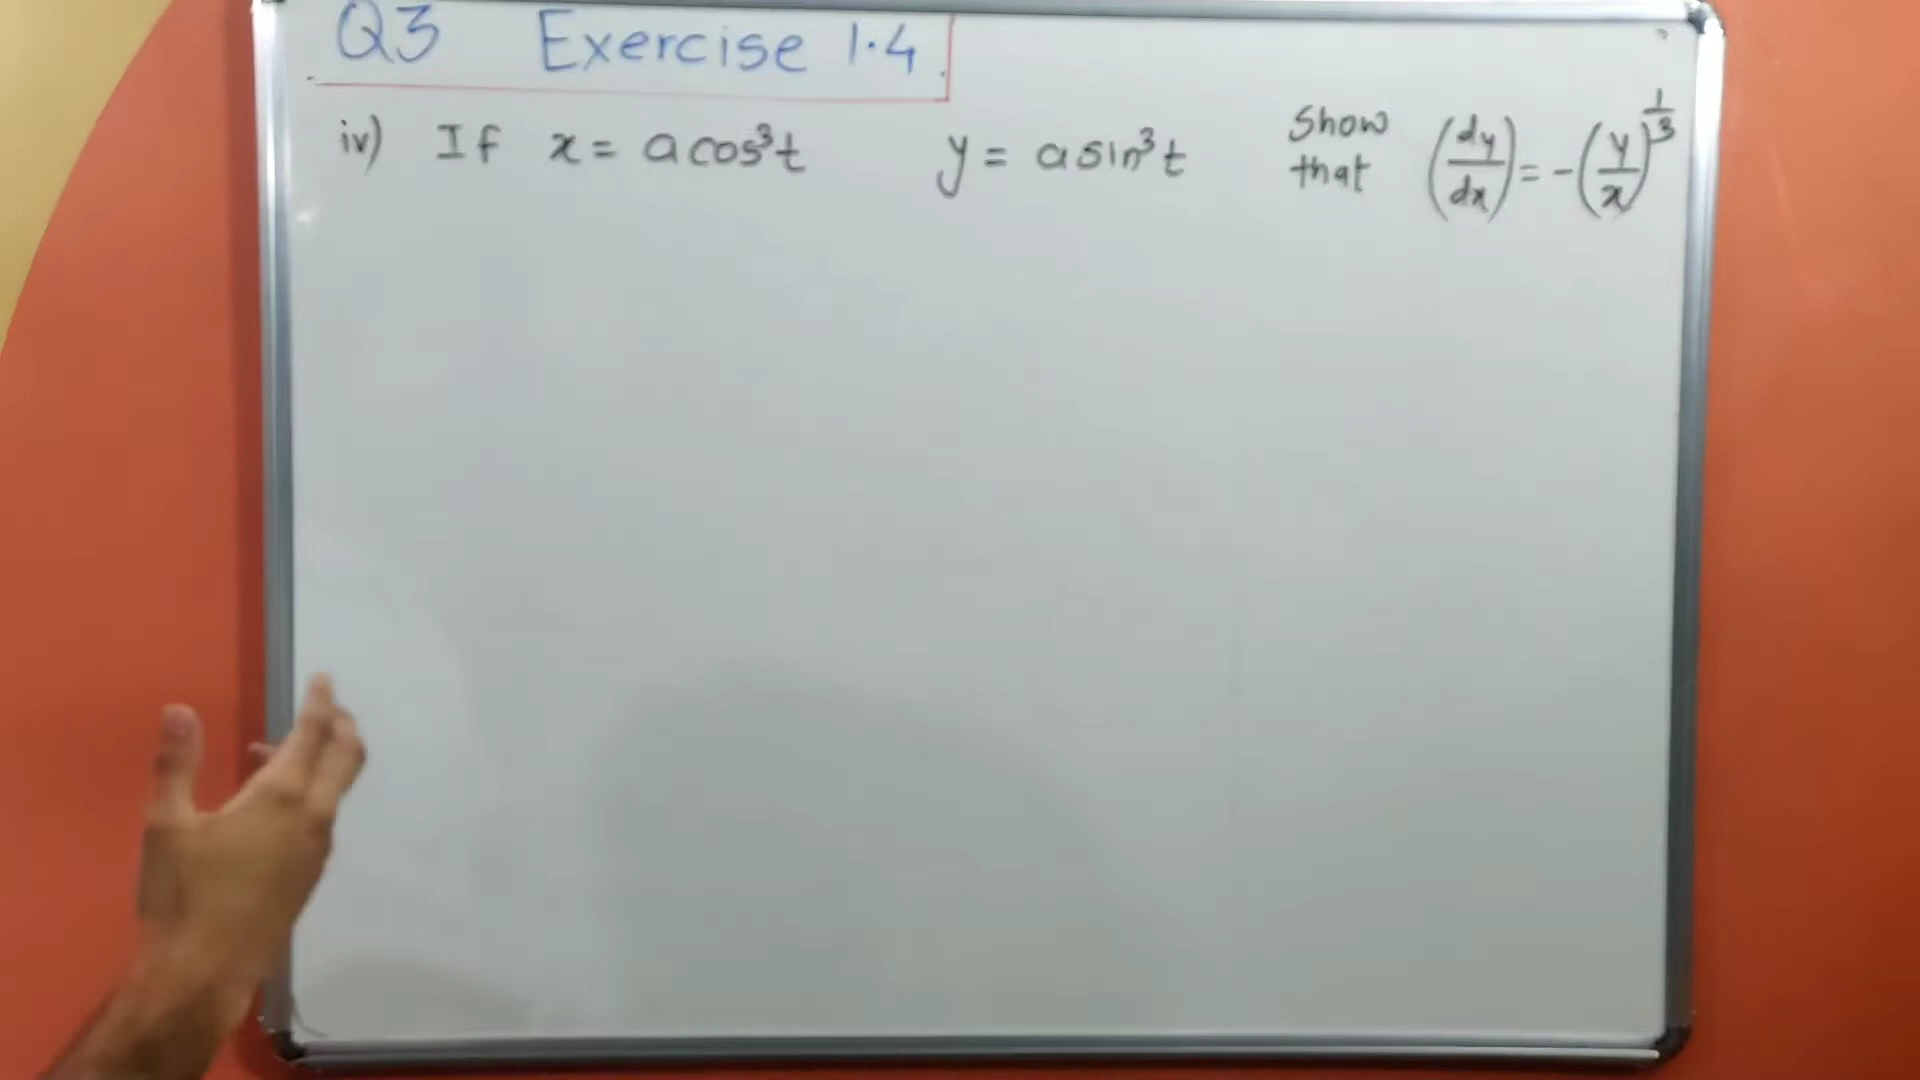 Q3 Exercise 1.4.
iv) If x = a cos³t y = a sin³t Show that (dy/dx) = -(y/x)^(1/3)